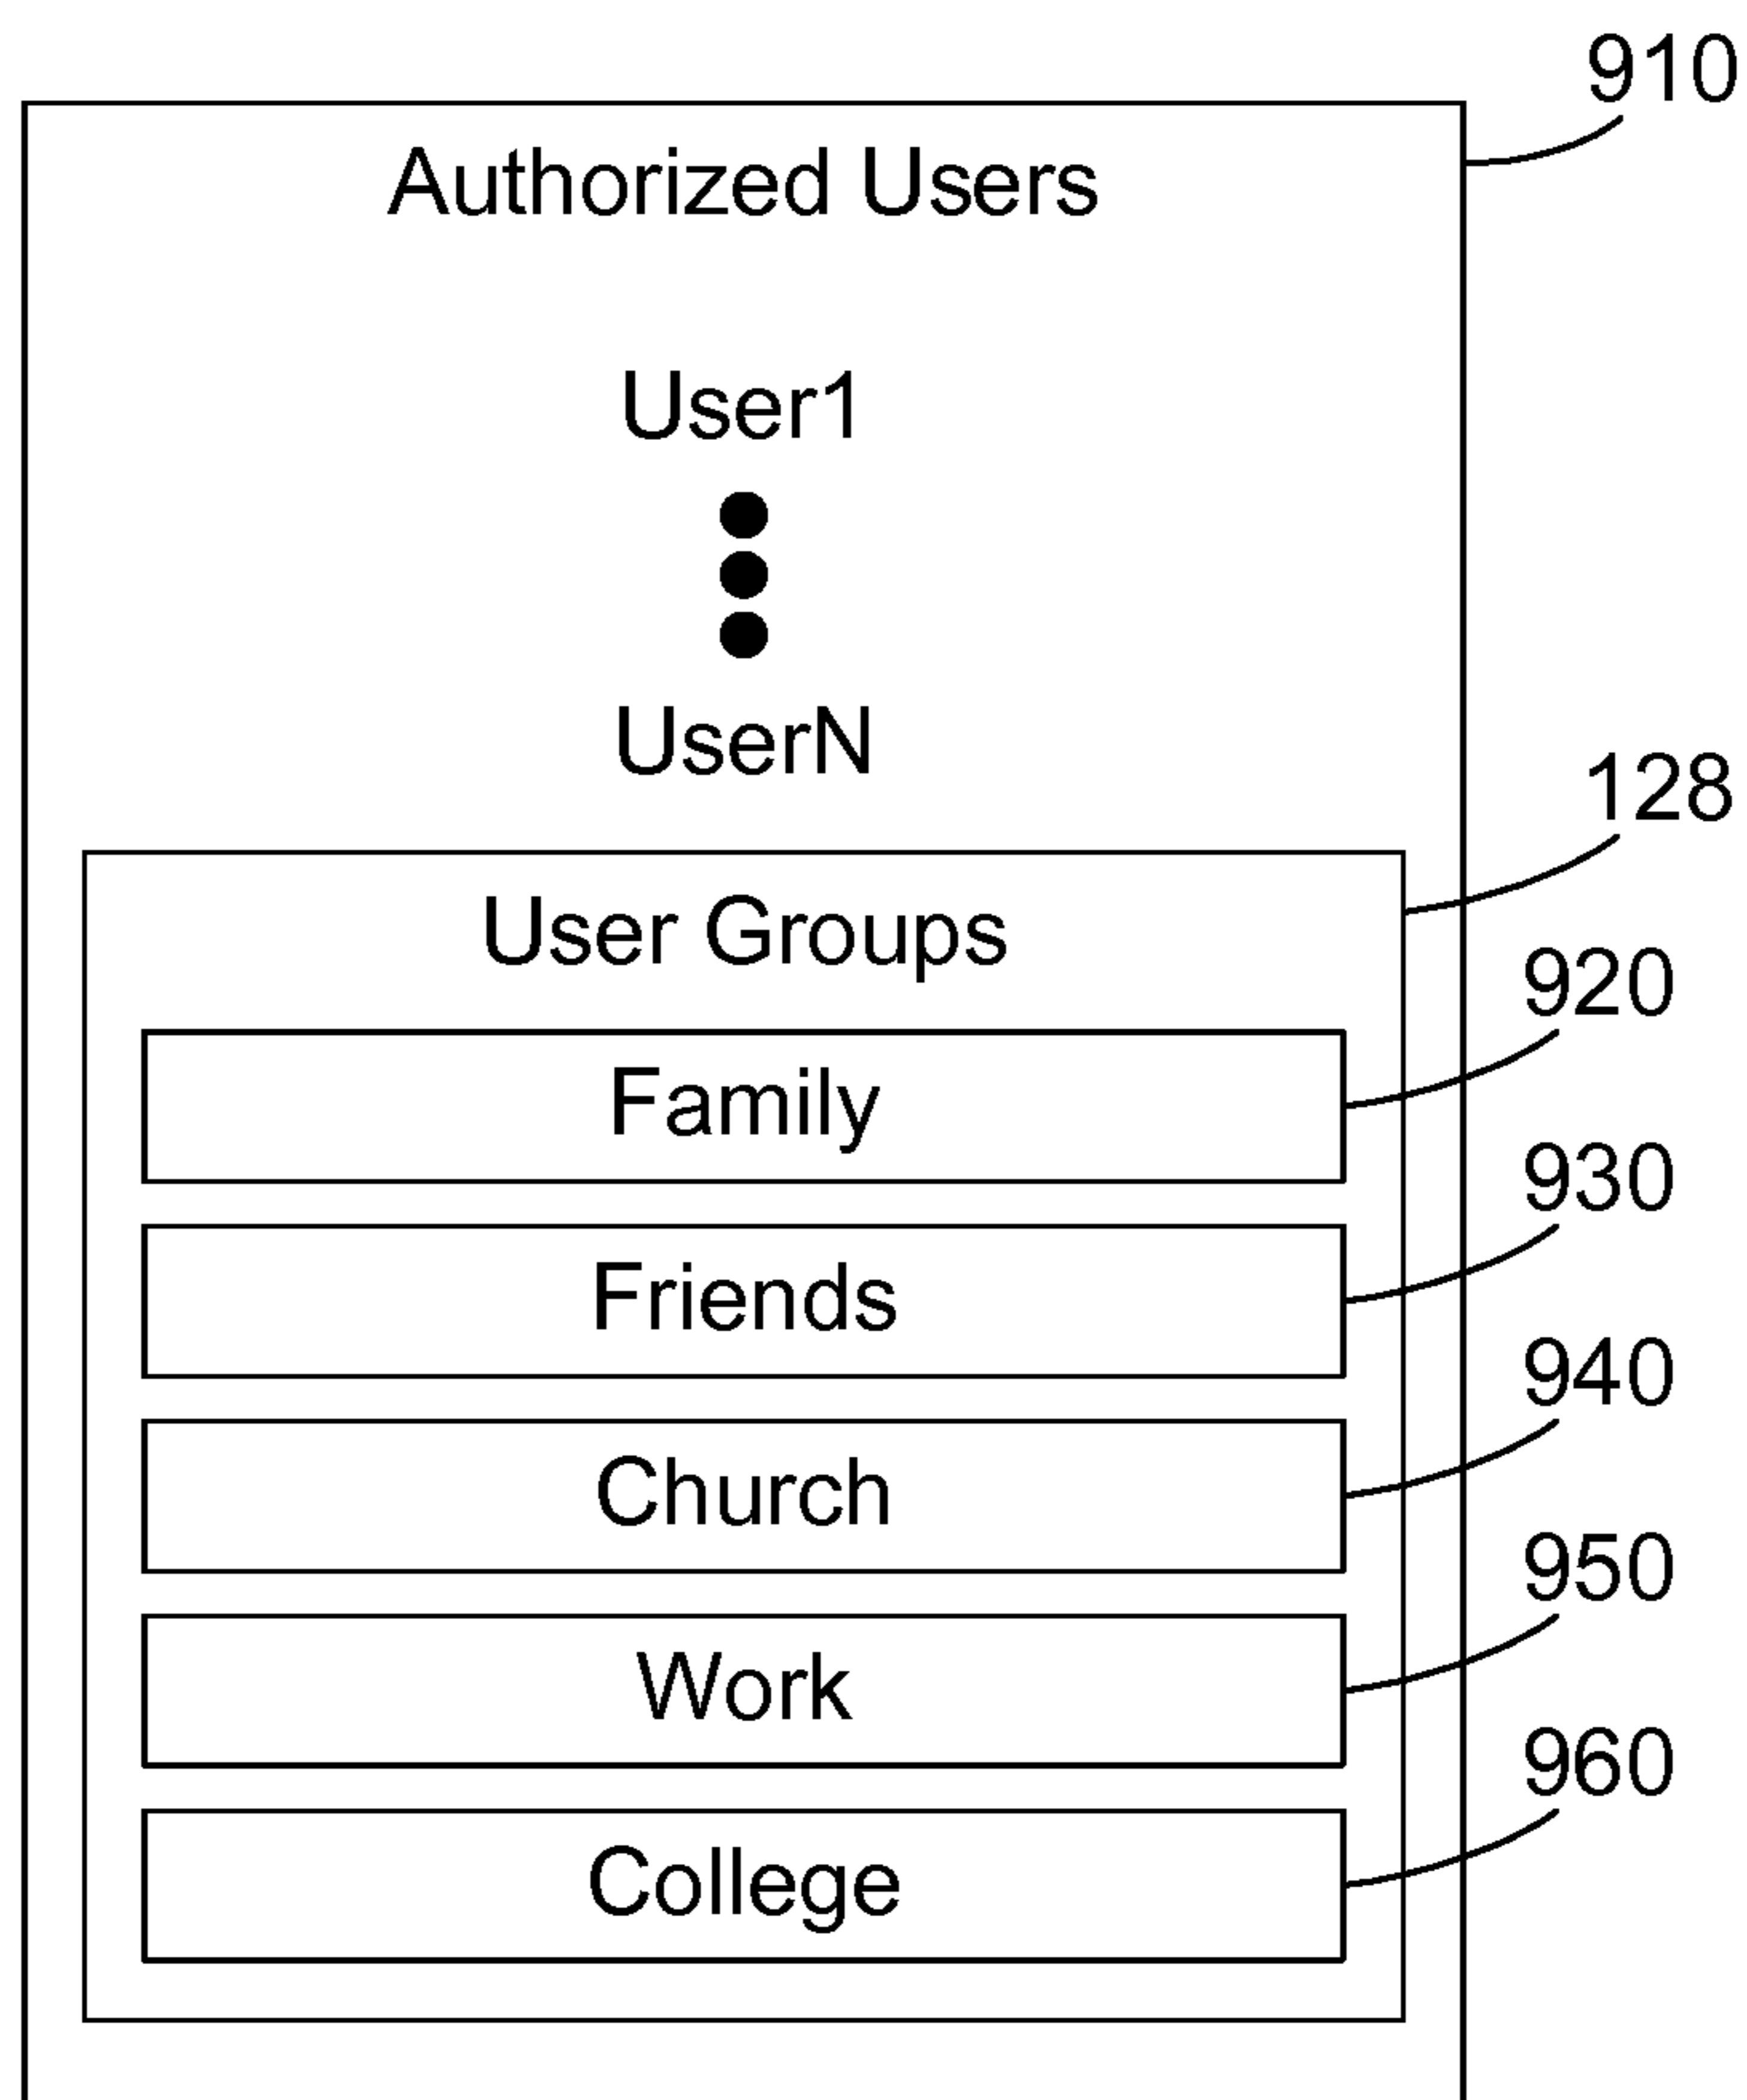 910
Authorized Users
User1
UserN
128
User Groups
920
Family
930
Friends
940
Church
950
Work
960
College